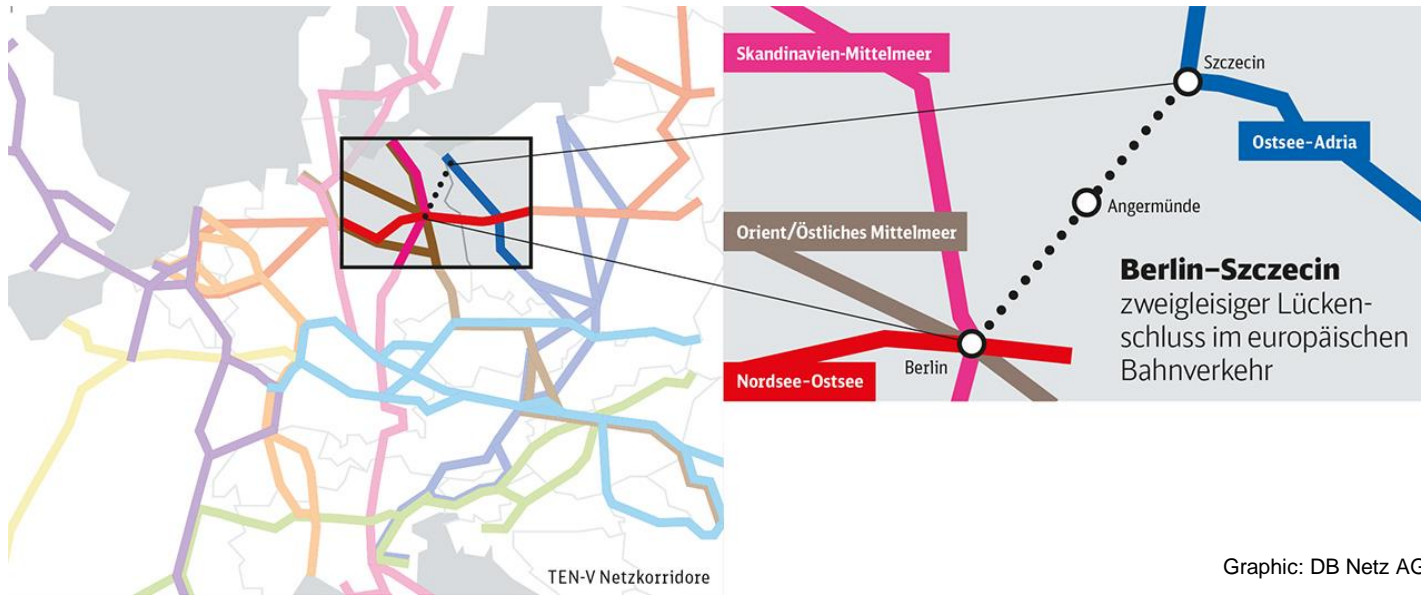 TEN-V Netzkorridore
Skandinavien-Mittelmeer
Szczecin
Ostsee-Adria
Angermünde
Orient/Östliches Mittelmeer
Berlin–Szczecin
zweigleisiger Lücken-
schluss im europäischen
Bahnverkehr
Berlin
Nordsee-Ostsee
Graphic: DB Netz AG